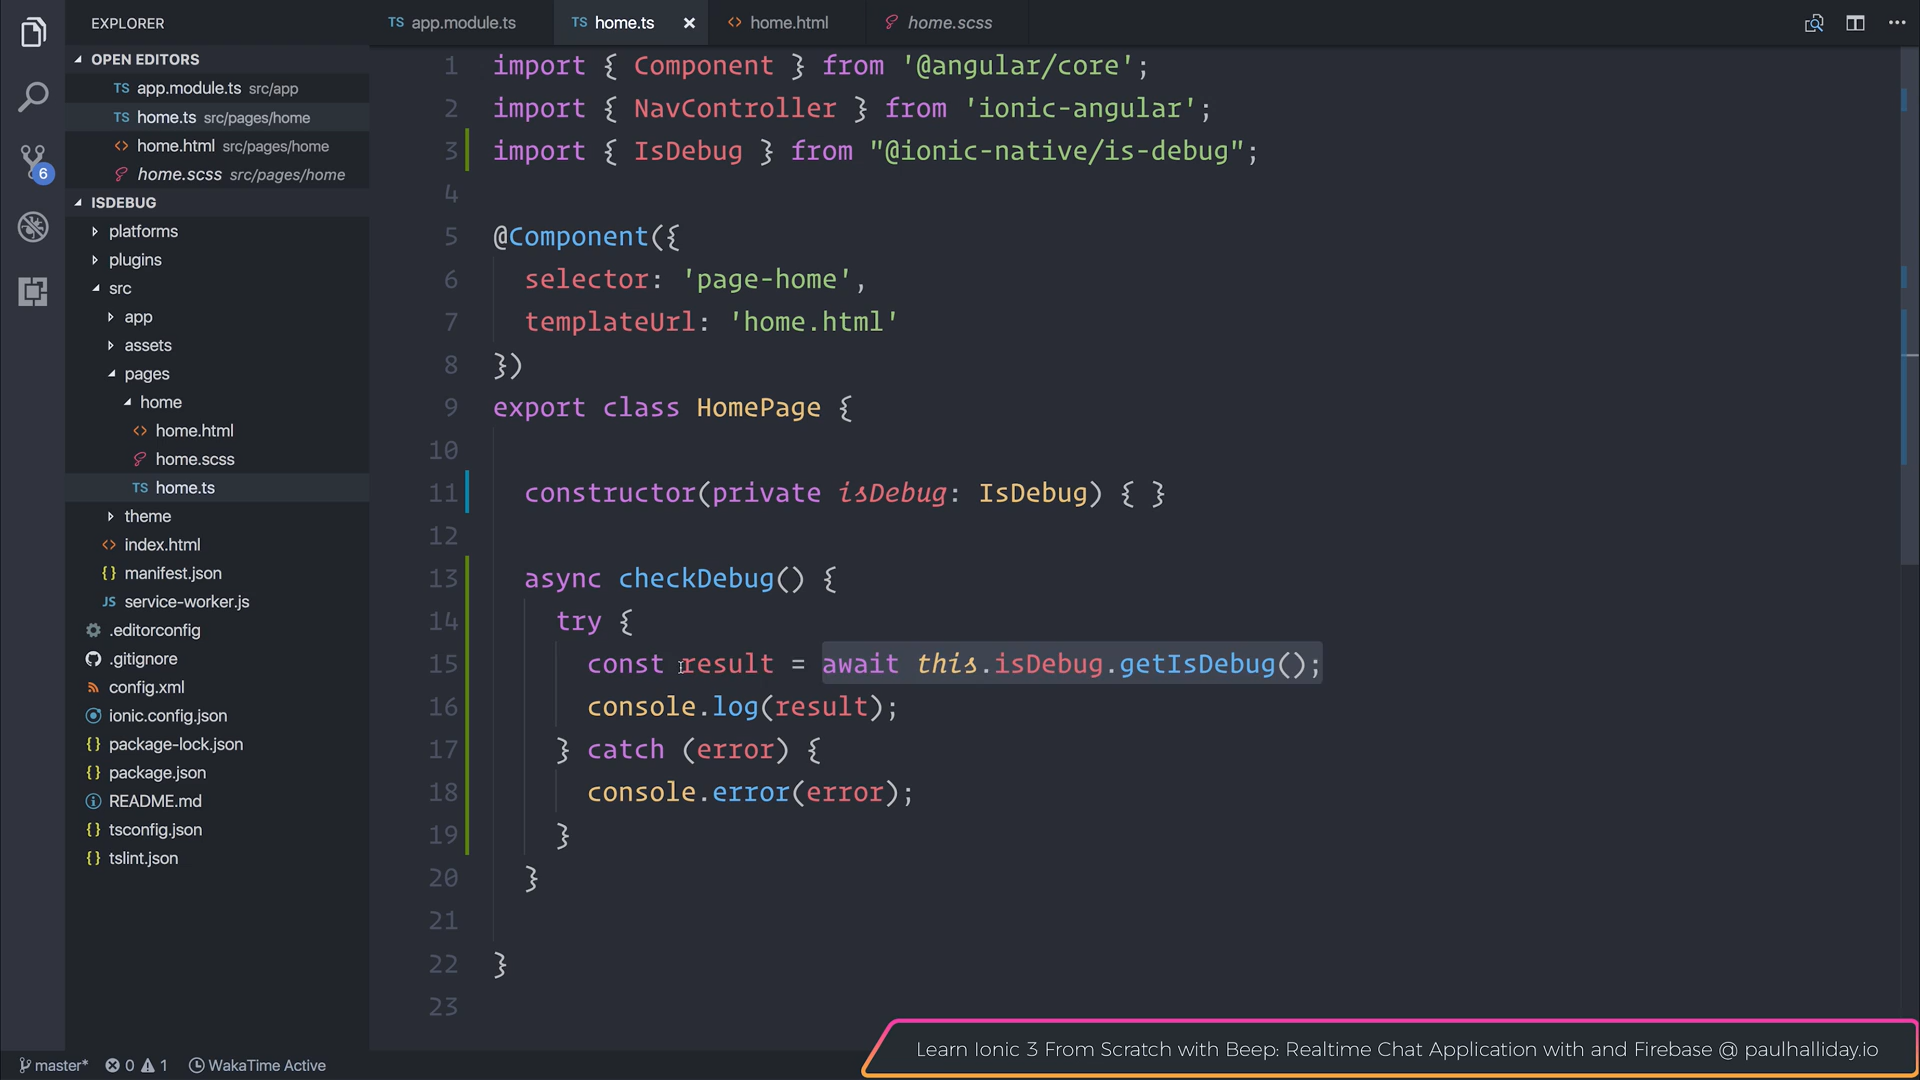 EXPLORER
OPEN EDITORS
TS app.module.ts src/app
TS home.ts src/pages/home
<> home.html src/pages/home
home.scss src/pages/home
ISDEBUG
platforms
plugins
src
app
assets
pages
home
<> home.html
home.scss
TS home.ts
theme
<> index.html
{} manifest.json
JS service-worker.js
.editorconfig
.gitignore
config.xml
ionic.config.json
{} package-lock.json
{} package.json
README.md
{} tsconfig.json
{} tslint.json
6
TS app.module.ts
TS home.ts ×
<> home.html
home.scss
1 import { Component } from '@angular/core';
2 import { NavController } from 'ionic-angular';
3 import { IsDebug } from "@ionic-native/is-debug";
4
5 @Component({
6 selector: 'page-home',
7 templateUrl: 'home.html'
8 })
9 export class HomePage {
10
11 constructor(private isDebug: IsDebug) { }
12
13 async checkDebug() {
14 try {
15 const result = await this.isDebug.getIsDebug();
16 console.log(result);
17 } catch (error) {
18 console.error(error);
19 }
20 }
21
22 }
23
master* 0 1 WakaTime Active
Learn Ionic 3 From Scratch with Beep: Realtime Chat Application with and Firebase @ paulhalliday.io